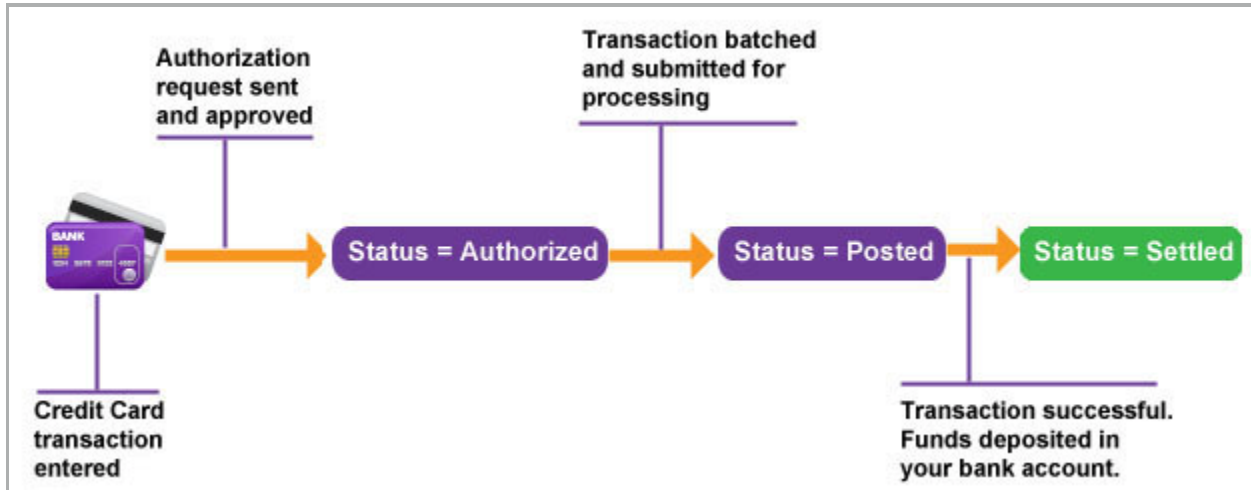 Authorization
request sent
and approved
Transaction batched
and submitted for
processing
BANK
Status = Authorized
Status = Posted
Status = Settled
Credit Card
transaction
entered
Transaction successful.
Funds deposited in
your bank account.